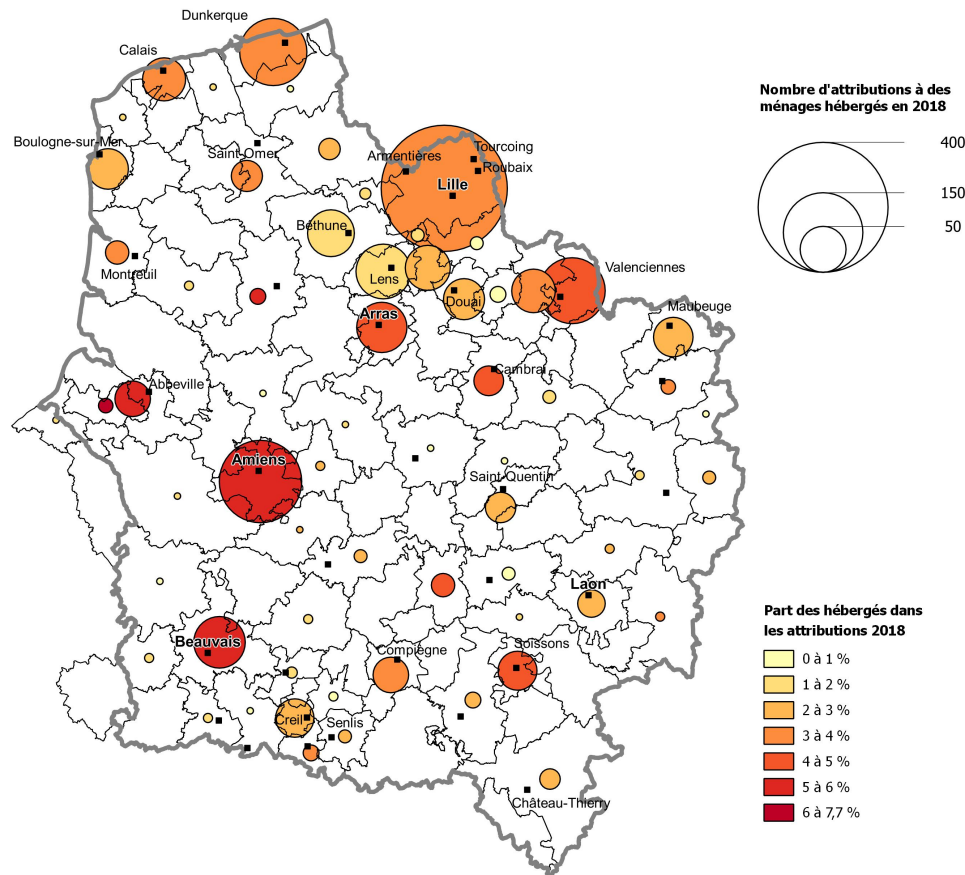 Dunkerque
Calais
Boulogne-sur-Mer
Saint-Omer
Armentières
Tourcoing
Roubaix
Lille
Béthune
Montreuil
Lens
Douai
Valenciennes
Arras
Maubeuge
Cambrai
Abbeville
Amiens
Saint-Quentin
Laon
Beauvais
Compiègne
Soissons
Creil
Senlis
Château-Thierry
Nombre d'attributions à des
ménages hébergés en 2018
400
150
50
Part des hébergés dans
les attributions 2018
0 à 1 %
1 à 2 %
2 à 3 %
3 à 4 %
4 à 5 %
5 à 6 %
6 à 7,7 %